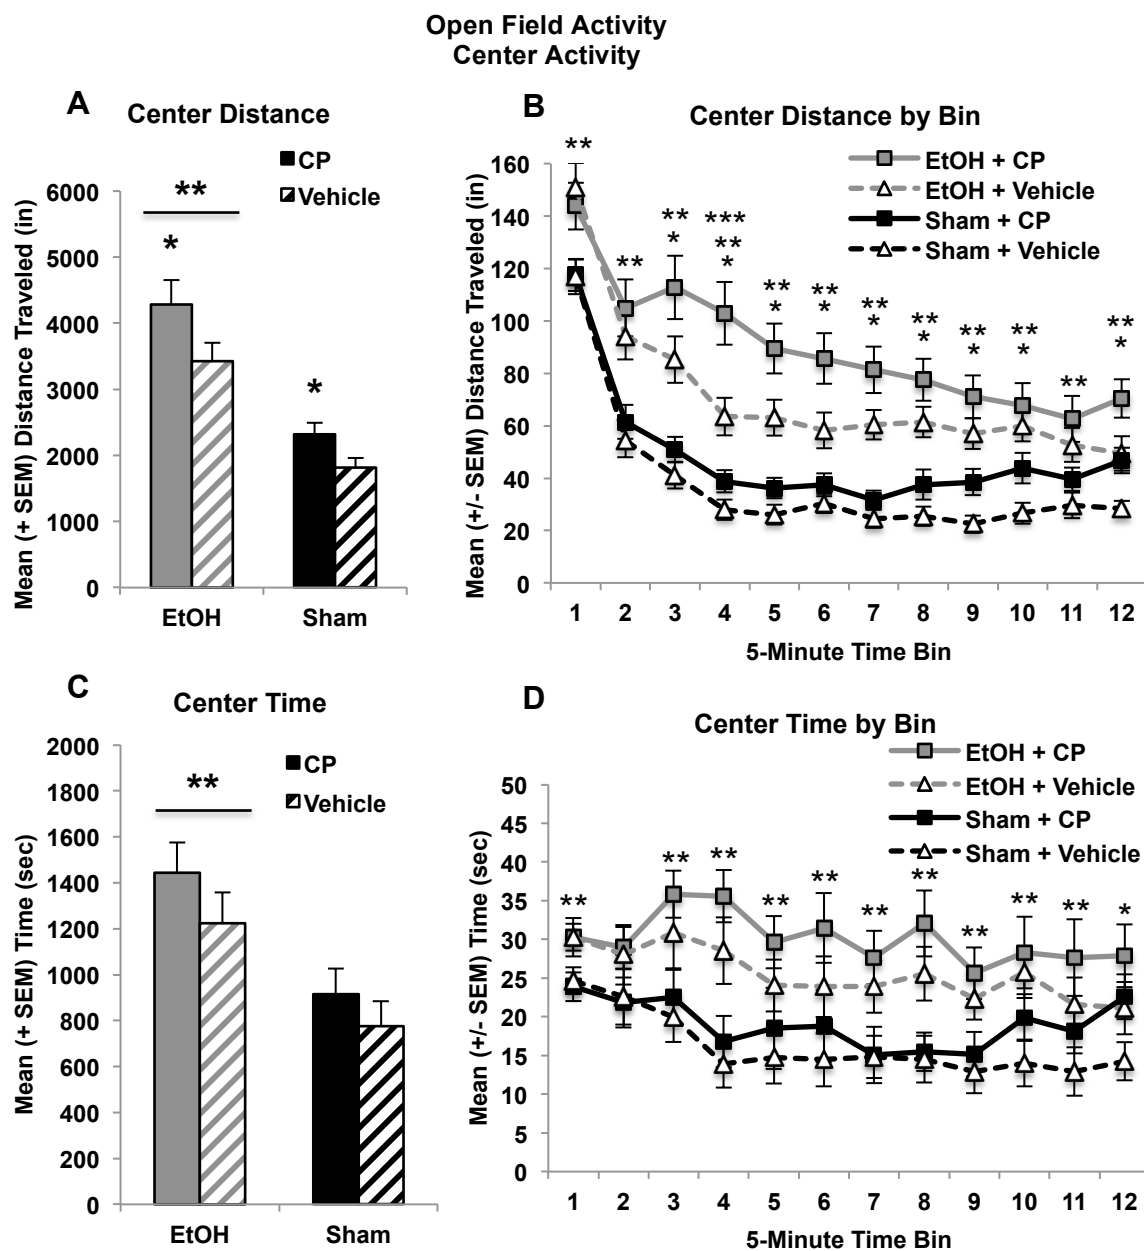 Open Field Activity
Center Activity
A
Center Distance
CP
Vehicle
Mean (+ SEM) Distance Traveled (in)
6000
5000
4000
3000
2000
1000
0
**
*
*
EtOH
Sham
B
Center Distance by Bin
EtOH + CP
EtOH + Vehicle
Sham + CP
Sham + Vehicle
Mean (+/- SEM) Distance Traveled (in)
160
140
120
100
80
60
40
20
0
**
**
**
*
***
**
*
**
*
**
*
**
*
**
*
**
*
**
*
**
**
*
1 2 3 4 5 6 7 8 9 10 11 12
5-Minute Time Bin
C
Center Time
CP
Vehicle
Mean (+ SEM) Time (sec)
2000
1800
1600
1400
1200
1000
800
600
400
200
0
**
EtOH
Sham
D
Center Time by Bin
EtOH + CP
EtOH + Vehicle
Sham + CP
Sham + Vehicle
Mean (+/- SEM) Time (sec)
50
45
40
35
30
25
20
15
10
5
0
** ** ** ** ** ** ** ** ** ** *
1 2 3 4 5 6 7 8 9 10 11 12
5-Minute Time Bin